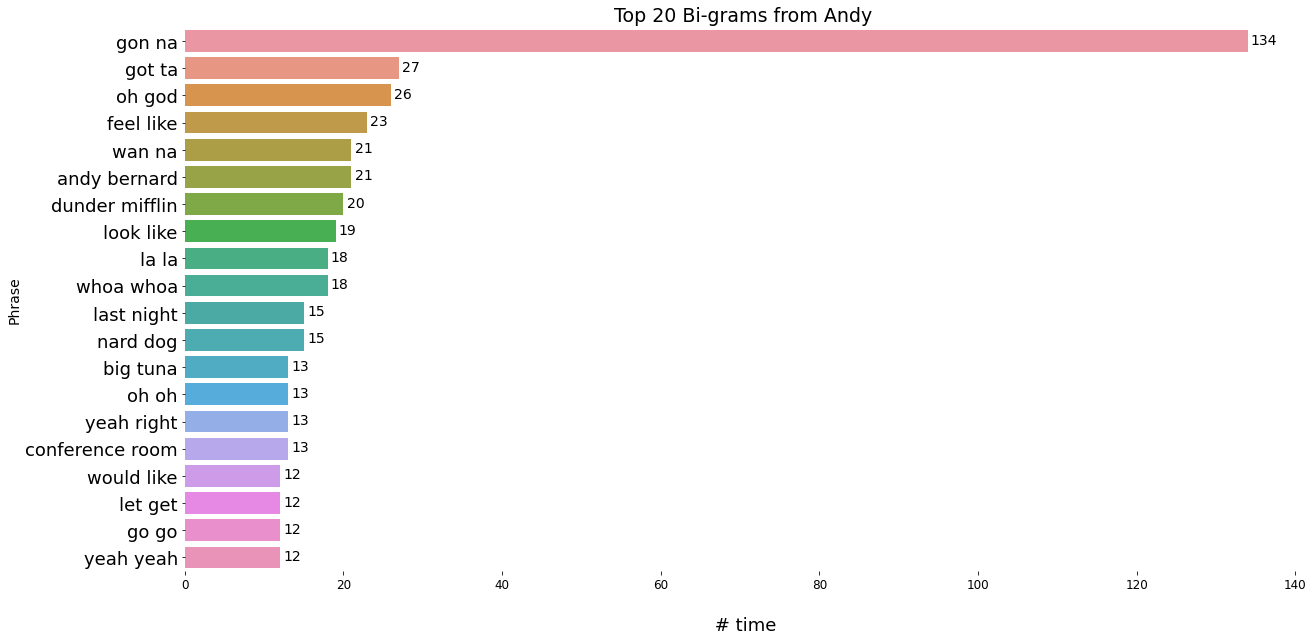 Top 20 Bi-grams from Andy
Phrase
gon na 134
got ta 27
oh god 26
feel like 23
wan na 21
andy bernard 21
dunder mifflin 20
look like 19
la la 18
whoa whoa 18
last night 15
nard dog 15
big tuna 13
oh oh 13
yeah right 13
conference room 13
would like 12
let get 12
go go 12
yeah yeah 12
0 20 40 60 80 100 120 140
# time